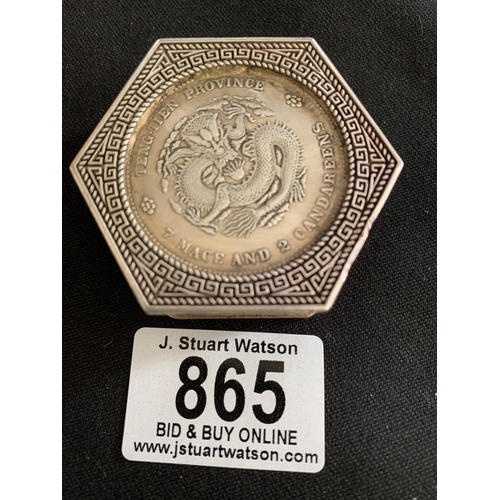 TENG-TIEN PROVINCE
7 MACE AND 2 CANDAREENS
J. Stuart Watson
865
BID & BUY ONLINE
www.jstuartwatson.com